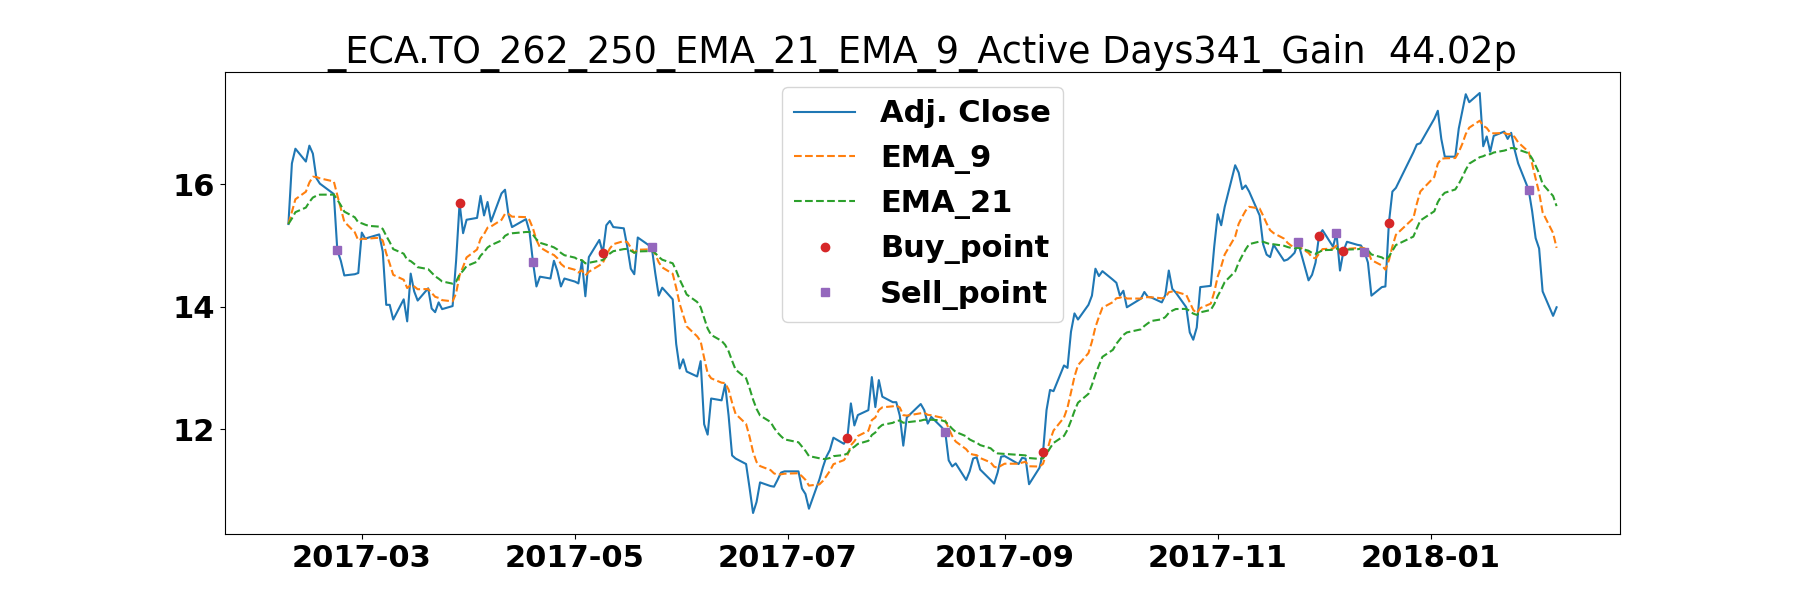 _ECA.TO_262_250_EMA_21_EMA_9_Active Days341_Gain  44.02p
Adj. Close
EMA_9
EMA_21
Buy_point
Sell_point
16
14
12
2017-03 2017-05 2017-07 2017-09 2017-11 2018-01